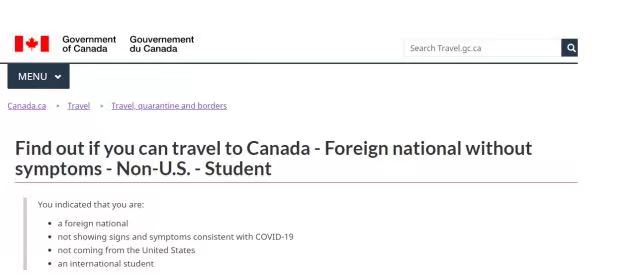 Government of Canada
Gouvernement du Canada
Search Travel.gc.ca
MENU
Canada.ca > Travel > Travel, quarantine and borders
Find out if you can travel to Canada - Foreign national without
symptoms - Non-U.S. - Student
You indicated that you are:
• a foreign national
• not showing signs and symptoms consistent with COVID-19
• not coming from the United States
• an international student